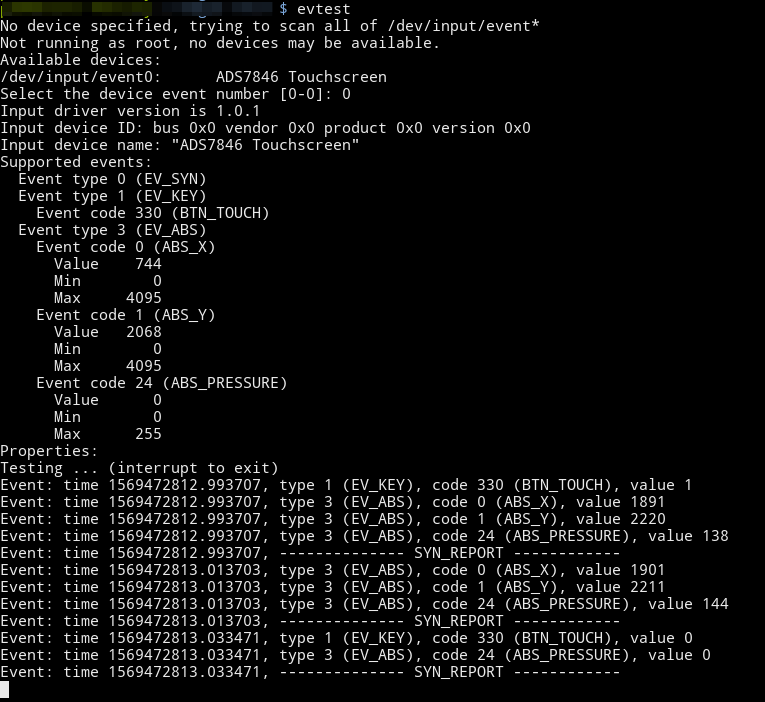 $ evtest
No device specified, trying to scan all of /dev/input/event*
Not running as root, no devices may be available.
Available devices:
/dev/input/event0:      ADS7846 Touchscreen
Select the device event number [0-0]: 0
Input driver version is 1.0.1
Input device ID: bus 0x0 vendor 0x0 product 0x0 version 0x0
Input device name: "ADS7846 Touchscreen"
Supported events:
  Event type 0 (EV_SYN)
  Event type 1 (EV_KEY)
    Event code 330 (BTN_TOUCH)
  Event type 3 (EV_ABS)
    Event code 0 (ABS_X)
      Value    744
      Min        0
      Max     4095
    Event code 1 (ABS_Y)
      Value   2068
      Min        0
      Max     4095
    Event code 24 (ABS_PRESSURE)
      Value      0
      Min        0
      Max      255
Properties:
Testing ... (interrupt to exit)
Event: time 1569472812.993707, type 1 (EV_KEY), code 330 (BTN_TOUCH), value 1
Event: time 1569472812.993707, type 3 (EV_ABS), code 0 (ABS_X), value 1891
Event: time 1569472812.993707, type 3 (EV_ABS), code 1 (ABS_Y), value 2220
Event: time 1569472812.993707, type 3 (EV_ABS), code 24 (ABS_PRESSURE), value 138
Event: time 1569472812.993707, -------------- SYN_REPORT ------------
Event: time 1569472813.013703, type 3 (EV_ABS), code 0 (ABS_X), value 1901
Event: time 1569472813.013703, type 3 (EV_ABS), code 1 (ABS_Y), value 2211
Event: time 1569472813.013703, type 3 (EV_ABS), code 24 (ABS_PRESSURE), value 144
Event: time 1569472813.013703, -------------- SYN_REPORT ------------
Event: time 1569472813.033471, type 1 (EV_KEY), code 330 (BTN_TOUCH), value 0
Event: time 1569472813.033471, type 3 (EV_ABS), code 24 (ABS_PRESSURE), value 0
Event: time 1569472813.033471, -------------- SYN_REPORT ------------